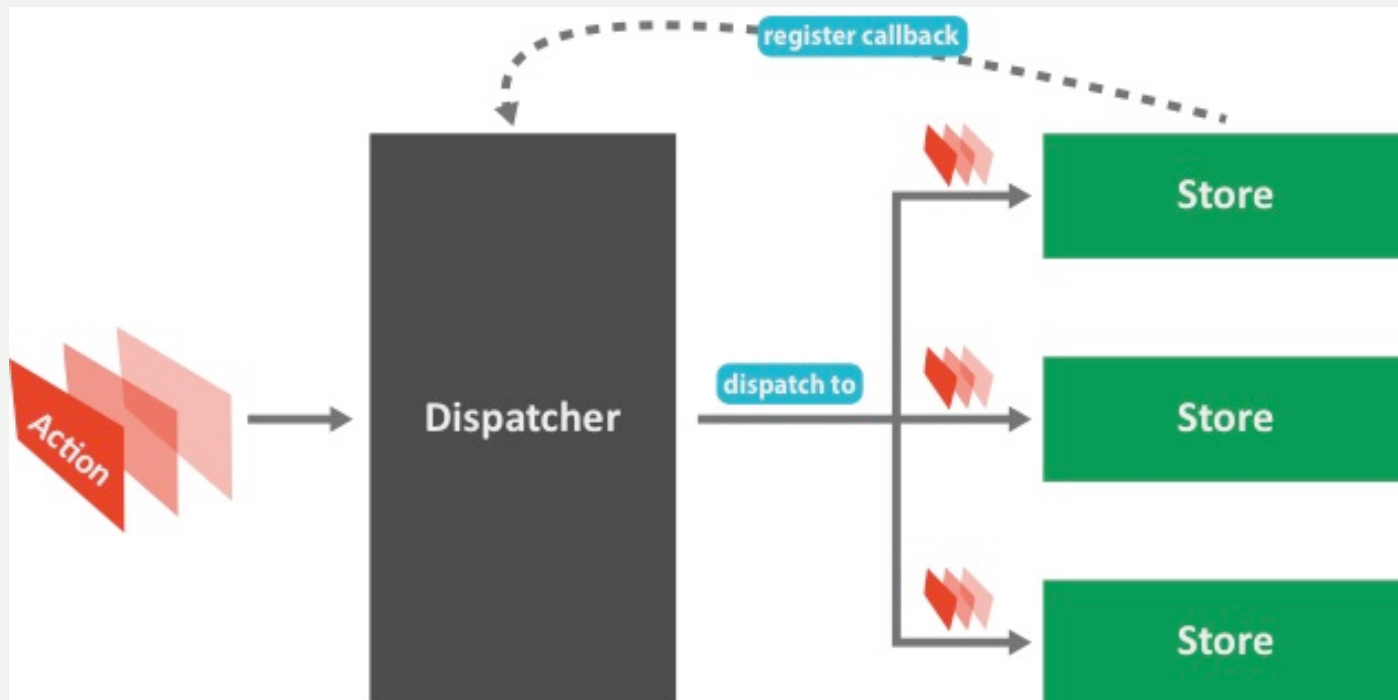 register callback
Store
Action
Dispatcher
dispatch to
Store
Store